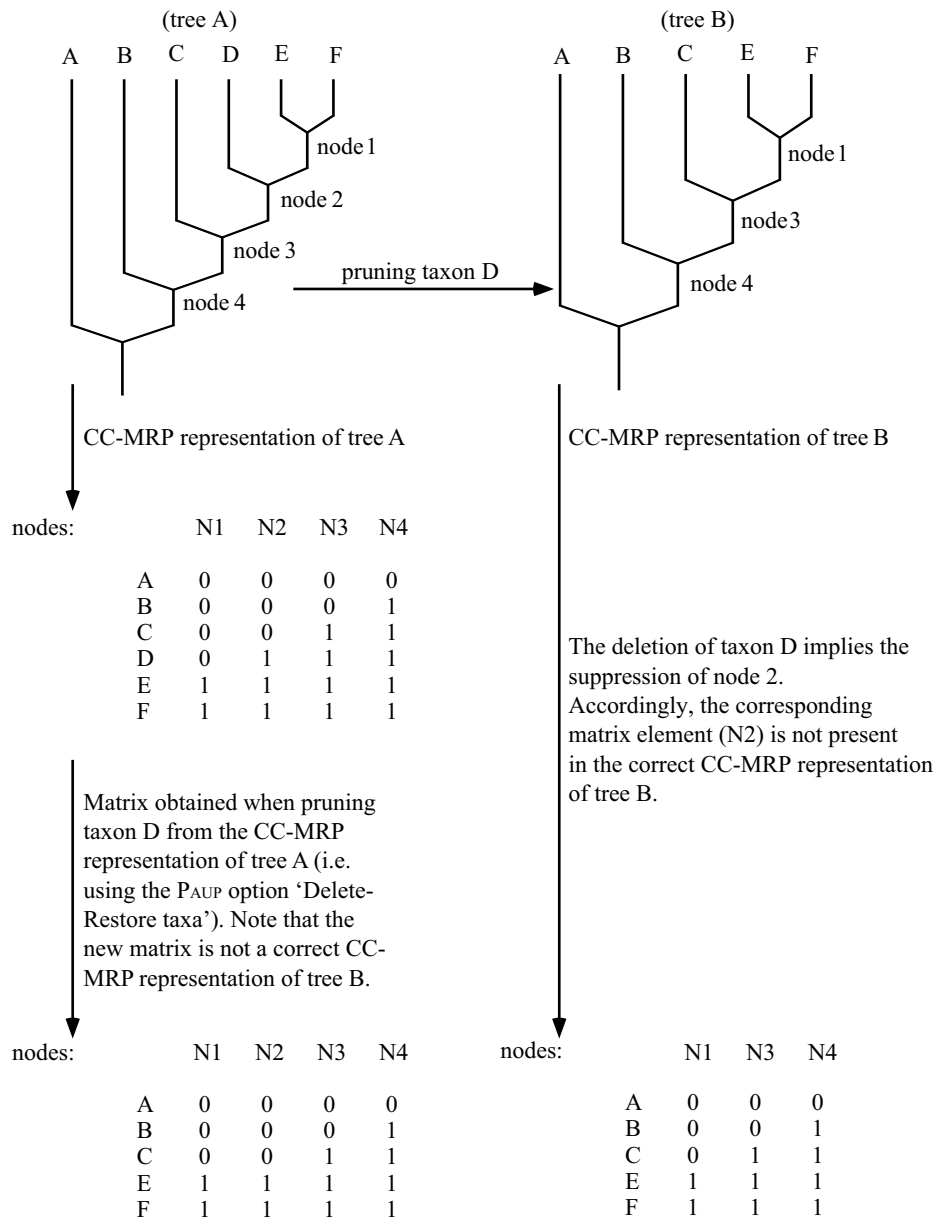 (tree A)
A B C D E F
node 1
node 2
node 3
node 4
pruning taxon D
(tree B)
A B C E F
node 1
node3
node 4
CC-MRP representation of tree A
CC-MRP representation of tree B
nodes: N1 N2 N3 N4
A 0 0 0 0
B 0 0 0 1
C 0 0 1 1
D 0 1 1 1
E 1 1 1 1
F 1 1 1 1
The deletion of taxon D implies the
suppression of node 2.
Accordingly, the corresponding
matrix element (N2) is not present
in the correct CC-MRP representation
of tree B.
Matrix obtained when pruning
taxon D from the CC-MRP
representation of tree A (i.e.
using the PAUP option ‘Delete-
Restore taxa’). Note that the
new matrix is not a correct CC-
MRP representation of tree B.
nodes: N1 N2 N3 N4
A 0 0 0 0
B 0 0 0 1
C 0 0 1 1
E 1 1 1 1
F 1 1 1 1
nodes: N1 N3 N4
A 0 0 0
B 0 0 1
C 0 1 1
E 1 1 1
F 1 1 1